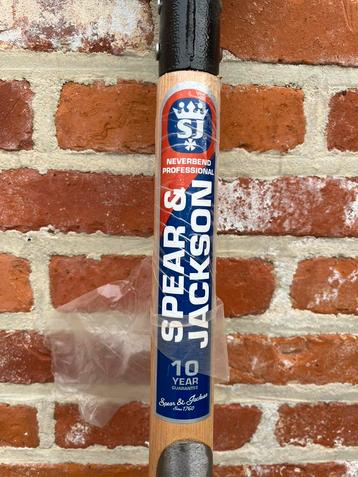 SJ
NEVERBEND
PROFESSIONAL
SPEAR &
JACKSON
10
YEAR
GUARANTEE
Spear & Jackson
Since 1760